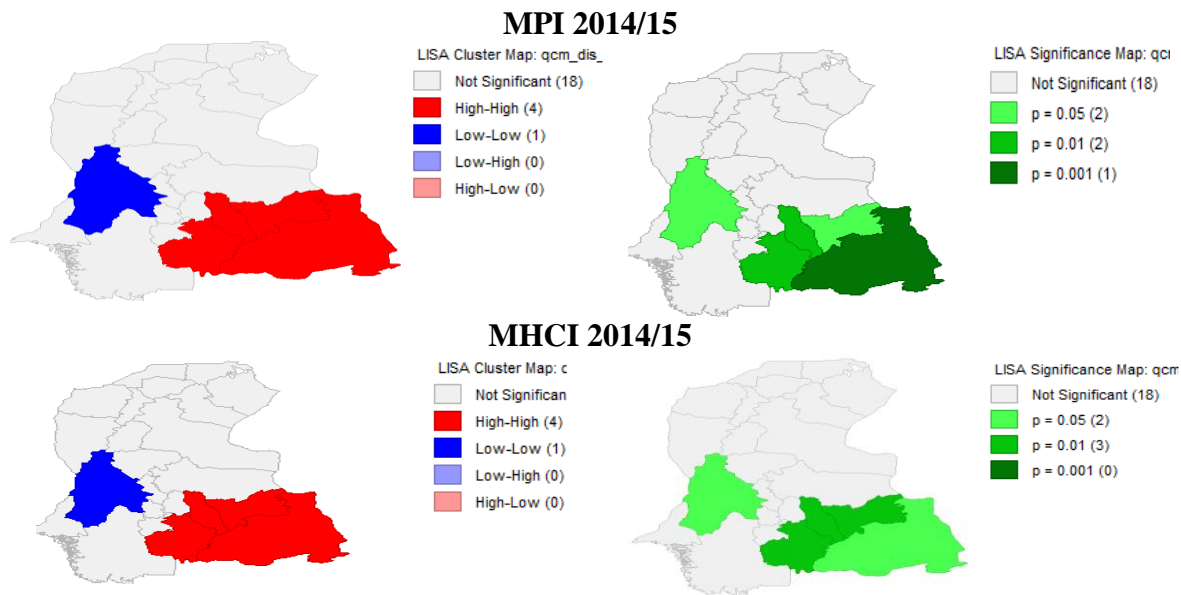 MPI 2014/15
LISA Cluster Map: qcm_dis_
Not Significant (18)
High-High (4)
Low-Low (1)
Low-High (0)
High-Low (0)
LISA Significance Map: qc
Not Significant (18)
p = 0.05 (2)
p = 0.01 (2)
p = 0.001 (1)
MHCI 2014/15
LISA Cluster Map: c
Not Significan
High-High (4)
Low-Low (1)
Low-High (0)
High-Low (0)
LISA Significance Map: qcm
Not Significant (18)
p = 0.05 (2)
p = 0.01 (3)
p = 0.001 (0)